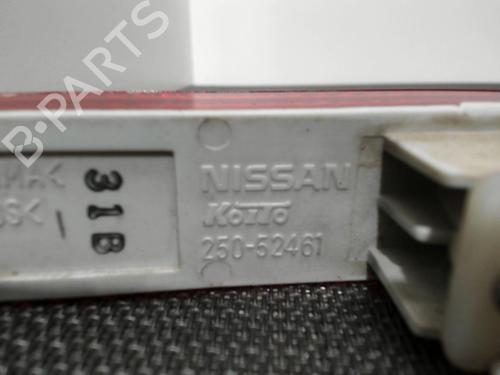 B-PARTS
NISSAN
KOITO
250-52461
31B